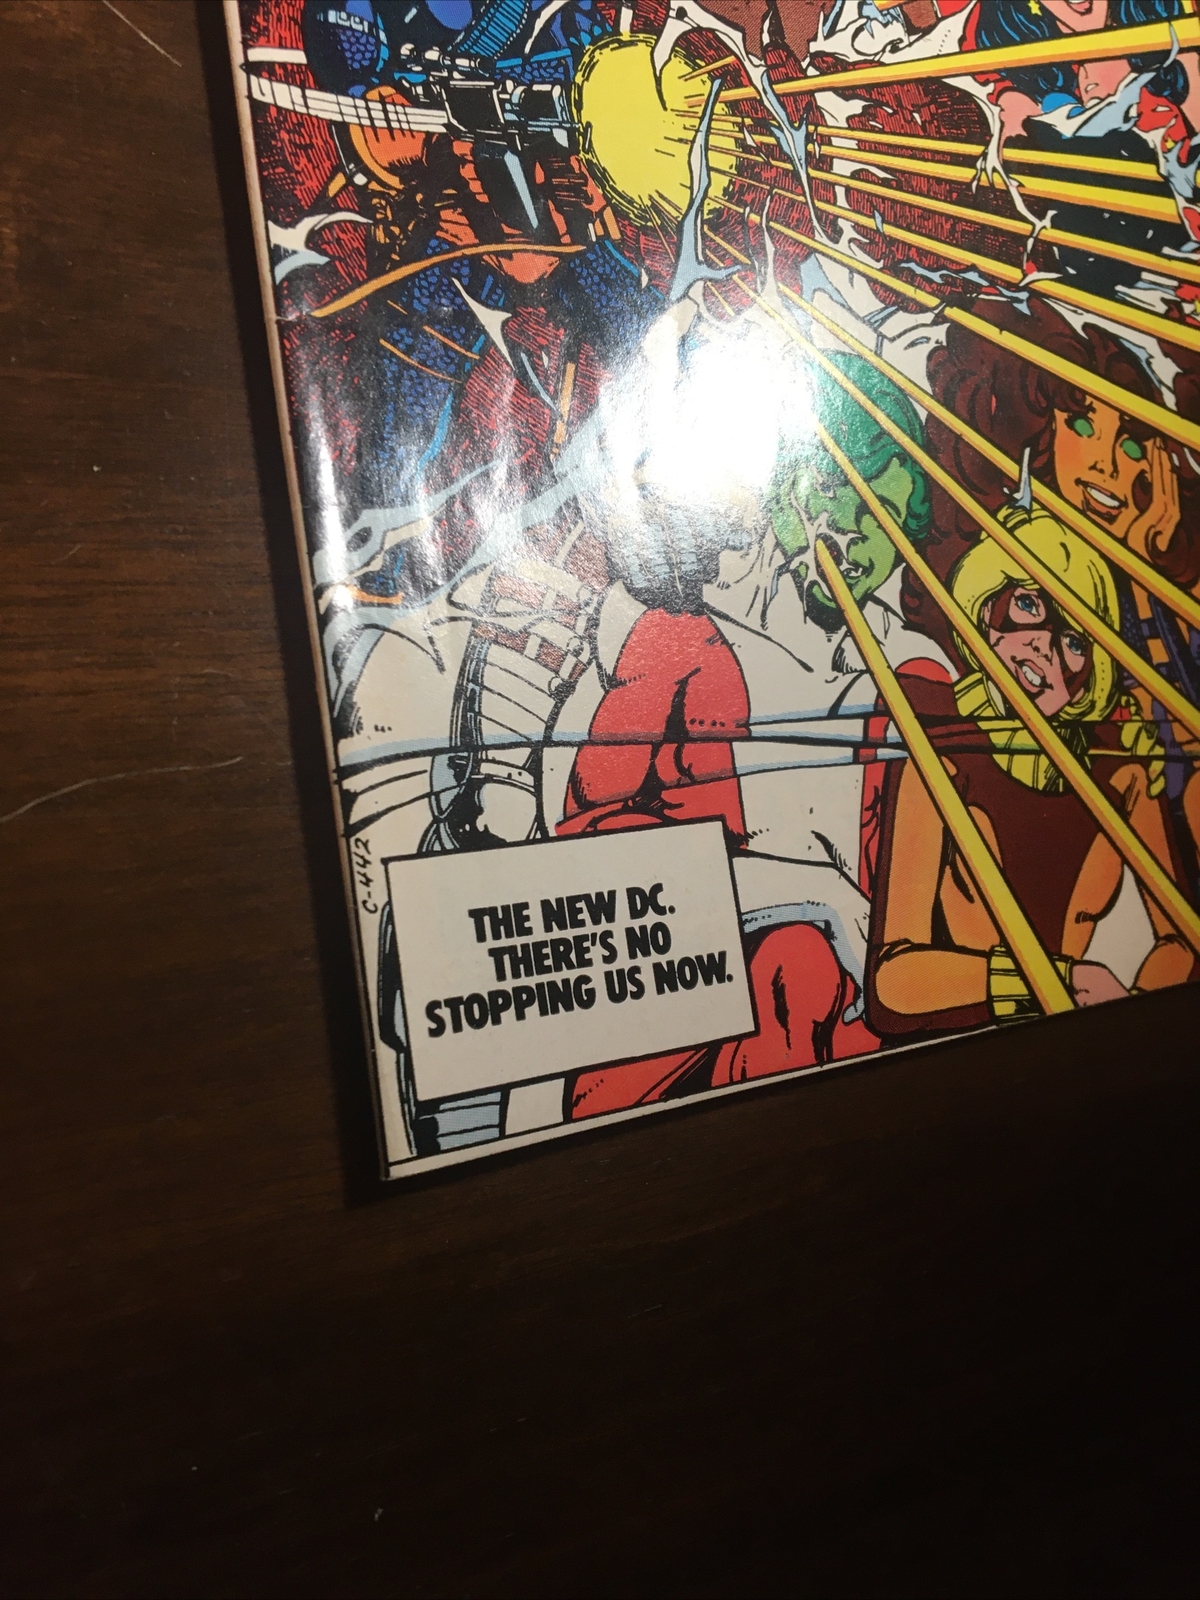 C-442
THE NEW DC.
THERE'S NO
STOPPING US NOW.